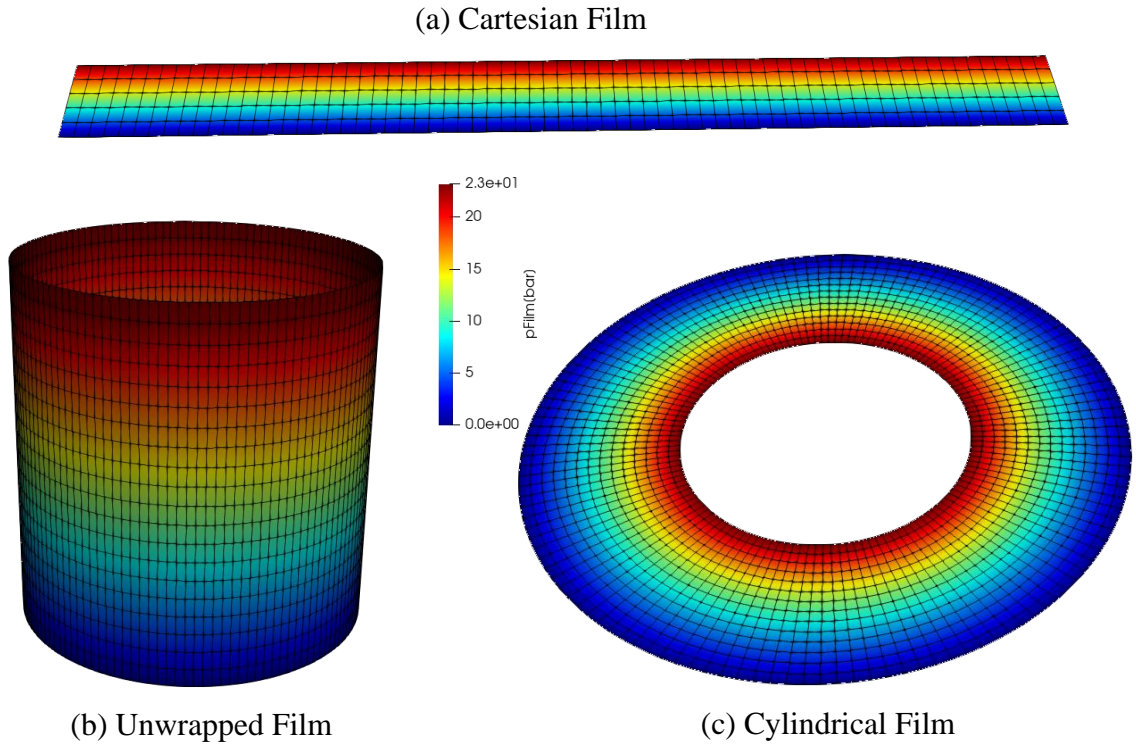 (a) Cartesian Film
2.3e+01
20
15
10
5
0.0e+00
pFilm(bar)
(b) Unwrapped Film
(c) Cylindrical Film